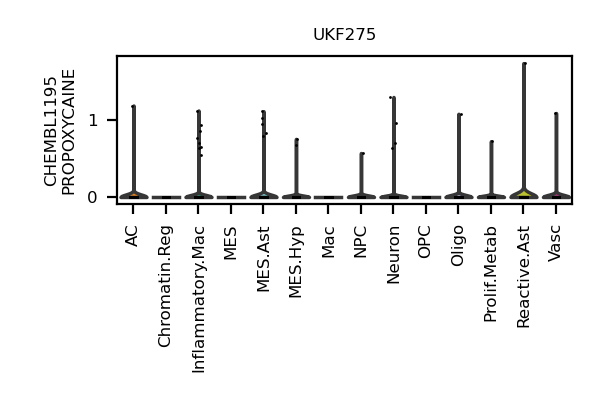 UKF275
CHEMBL1195
PROPOXYCAINE
1
0
AC
Chromatin.Reg
Inflammatory.Mac
MES
MES.Ast
MES.Hyp
Mac
NPC
Neuron
OPC
Oligo
Prolif.Metab
Reactive.Ast
Vasc